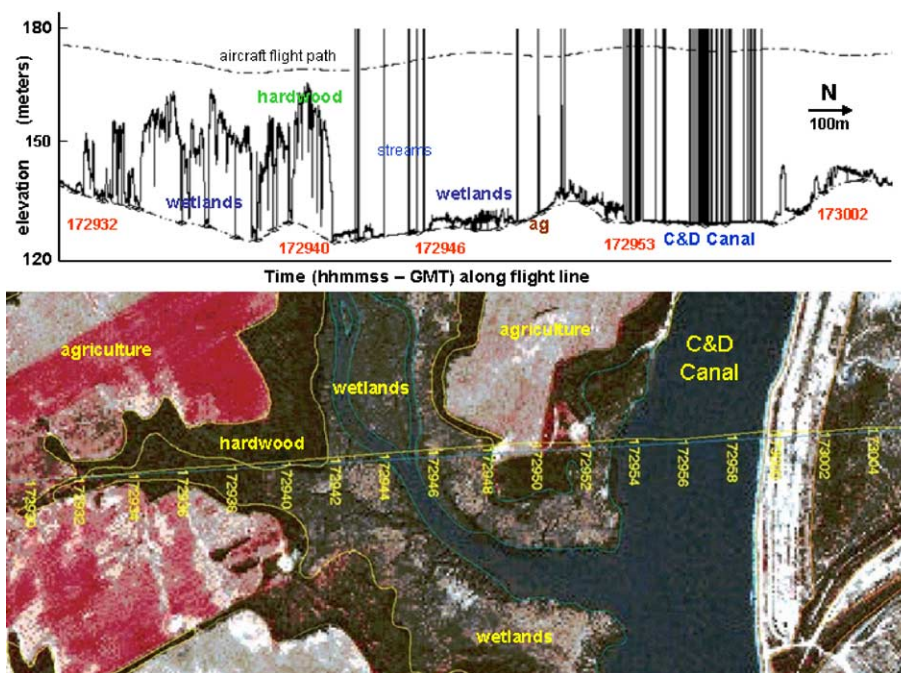 180
150
120
elevation (meters)
aircraft flight path
hardwood
N
100m
streams
wetlands
wetlands
ag
172932
172940
172946
172953
C&D Canal
173002
Time (hhmmss – GMT) along flight line
agriculture
agriculture
C&D
Canal
wetlands
hardwood
172930
172932
172936
172938
172940
172942
172944
172946
172948
172950
172952
172954
172956
172958
173002
173004
wetlands